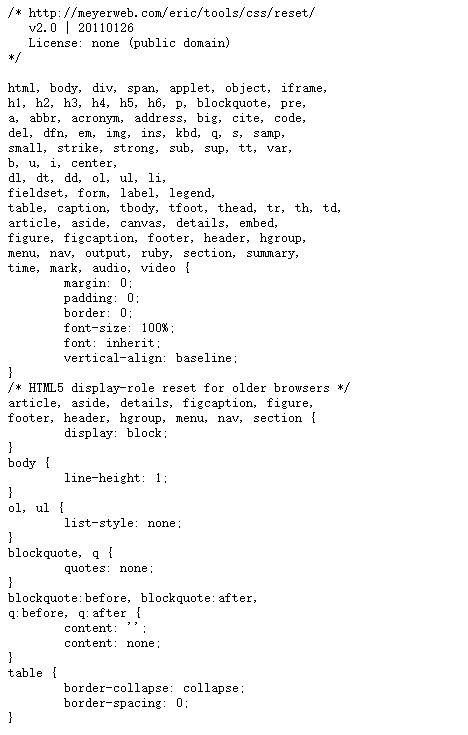 /* http://meyerweb.com/eric/tools/css/reset/
   v2.0 | 20110126
   License: none (public domain)
*/

html, body, div, span, applet, object, iframe,
h1, h2, h3, h4, h5, h6, p, blockquote, pre,
a, abbr, acronym, address, big, cite, code,
del, dfn, em, img, ins, kbd, q, s, samp,
small, strike, strong, sub, sup, tt, var,
b, u, i, center,
dl, dt, dd, ol, ul, li,
fieldset, form, label, legend,
table, caption, tbody, tfoot, thead, tr, th, td,
article, aside, canvas, details, embed,
figure, figcaption, footer, header, hgroup,
menu, nav, output, ruby, section, summary,
time, mark, audio, video {
	margin: 0;
	padding: 0;
	border: 0;
	font-size: 100%;
	font: inherit;
	vertical-align: baseline;
}
/* HTML5 display-role reset for older browsers */
article, aside, details, figcaption, figure,
footer, header, hgroup, menu, nav, section {
	display: block;
}
body {
	line-height: 1;
}
ol, ul {
	list-style: none;
}
blockquote, q {
	quotes: none;
}
blockquote:before, blockquote:after,
q:before, q:after {
	content: '';
	content: none;
}
table {
	border-collapse: collapse;
	border-spacing: 0;
}